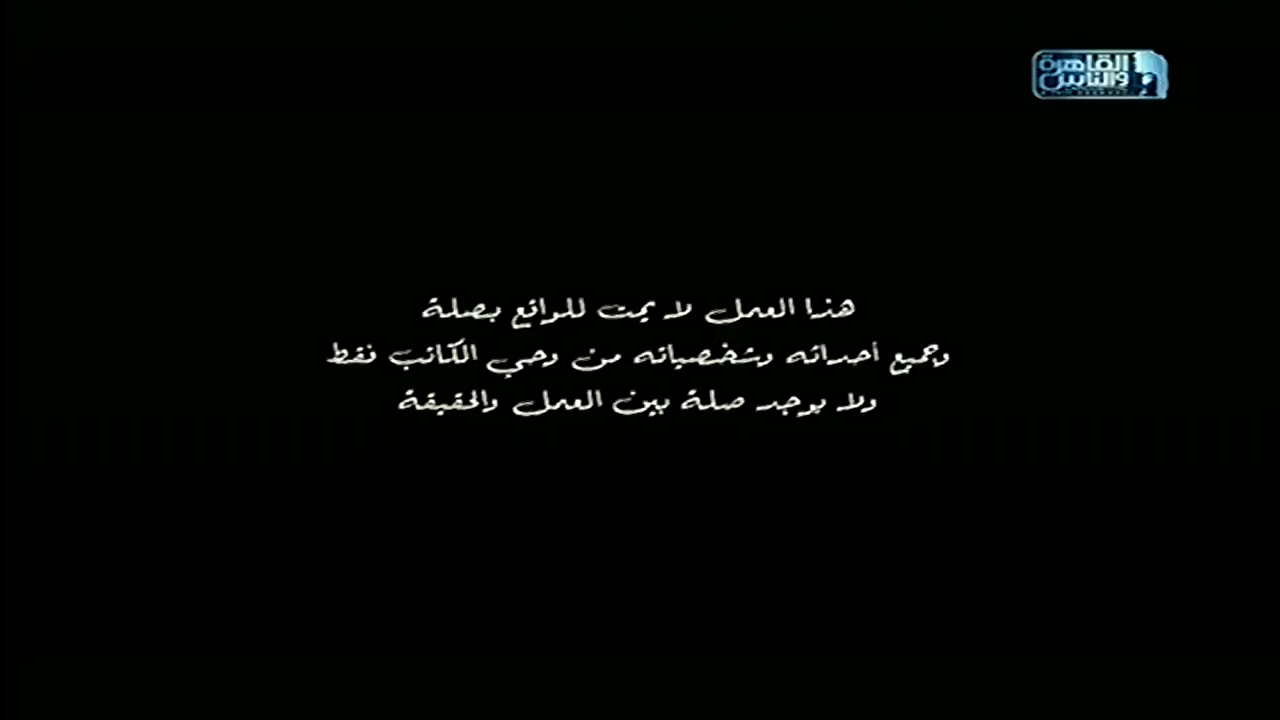 القاهرة
والناس
هذا العمل لا يمت للواقع بصلة
وجميع أحداثه وشخصياته من وحي الكاتب فقط
ولا يوجد صلة بين العمل والحقيقة